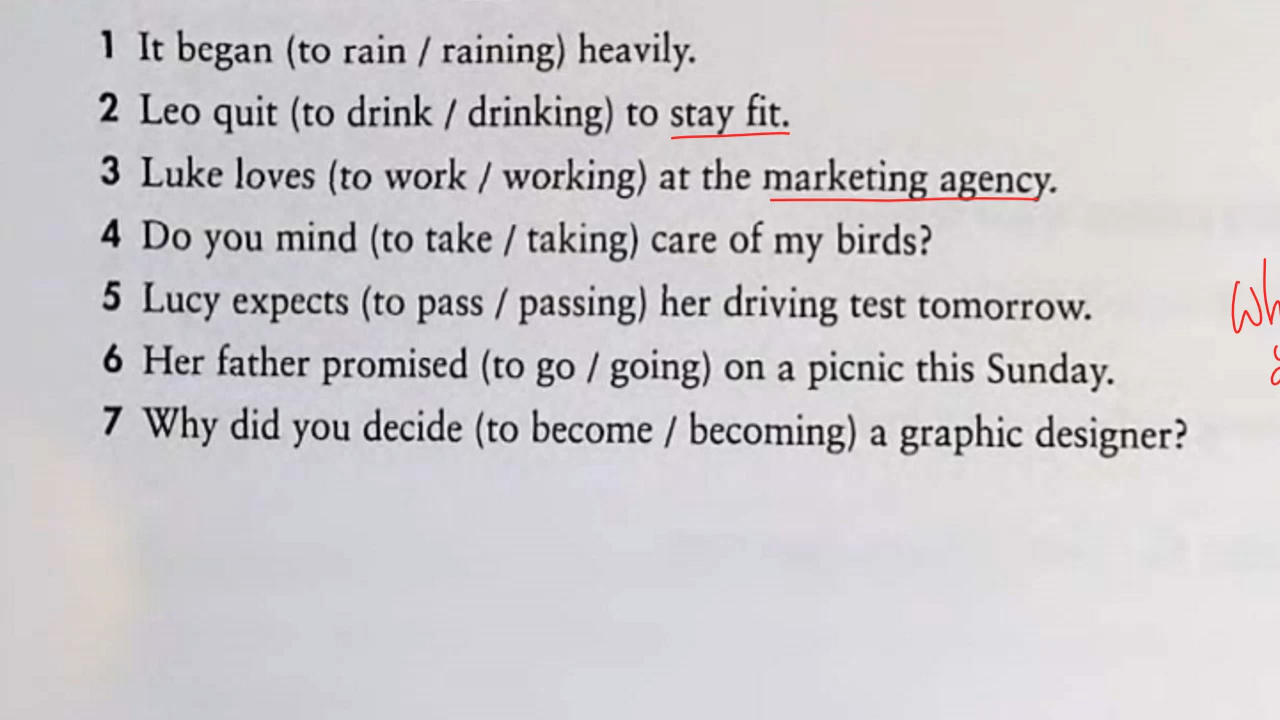 1 It began (to rain / raining) heavily.
2 Leo quit (to drink / drinking) to stay fit.
3 Luke loves (to work / working) at the marketing agency.
4 Do you mind (to take / taking) care of my birds?
5 Lucy expects (to pass / passing) her driving test tomorrow.
6 Her father promised (to go / going) on a picnic this Sunday.
7 Why did you decide (to become / becoming) a graphic designer?